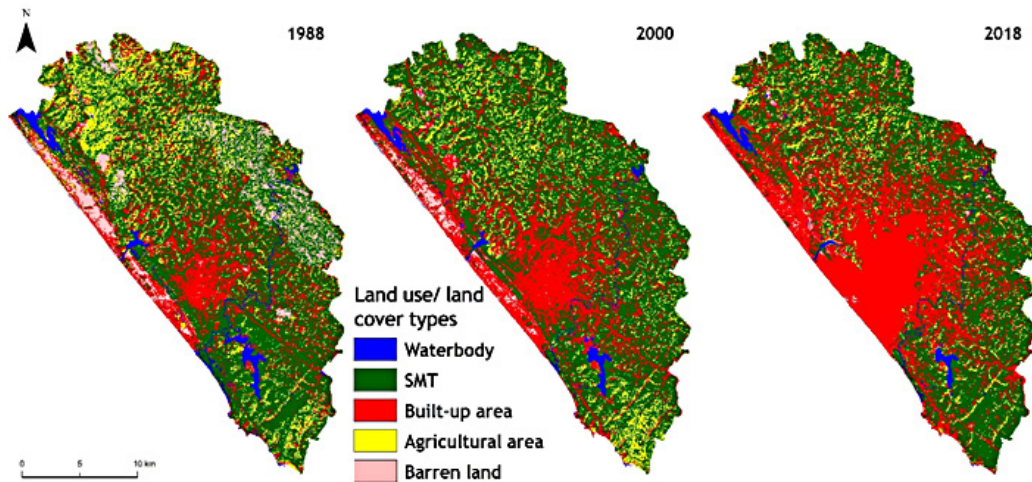 N
1988
2000
2018
Land use/ land
cover types
Waterbody
SMT
Built-up area
Agricultural area
Barren land
0 5 10 km